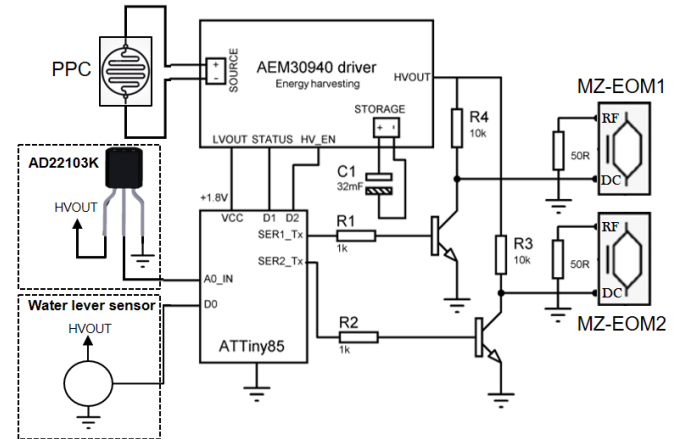 PPC
+
-
SOURCE
AEM30940 driver
Energy harvesting
HVOUT
STORAGE
+ -
LVOUT STATUS HV_EN
R4
10k
MZ-EOM1
RF
50R
DC
AD22103K
HVOUT
+1.8V
C1
32mF
VCC D1 D2
SER1_Tx
SER2_Tx
R1
1k
A0_IN
D0
R3
10k
RF
50R
DC
MZ-EOM2
Water lever sensor
HVOUT
R2
1k
ATTiny85